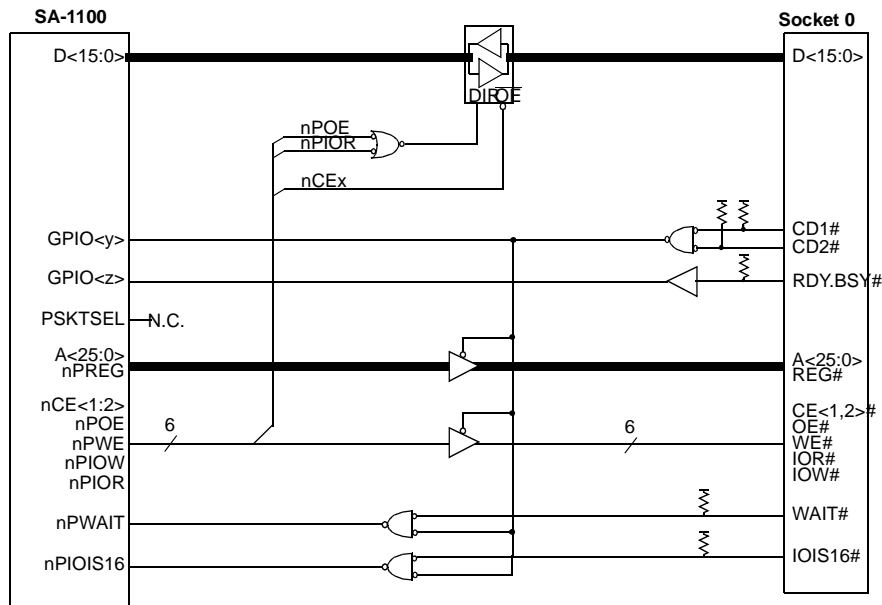 SA-1100
Socket 0
D<15:0>
D<15:0>
DIR
OE
nPOE
nPIOR
nCEx
GPIO<y>
CD1#
CD2#
GPIO<z>
RDY.BSY#
PSKTSEL
N.C.
A<25:0>
nPREG
A<25:0>
REG#
nCE<1:2>
nPOE
nPWE
nPIOW
nPIOR
6
6
CE<1,2>#
OE#
WE#
IOR#
IOW#
nPWAIT
WAIT#
nPIOIS16
IOIS16#